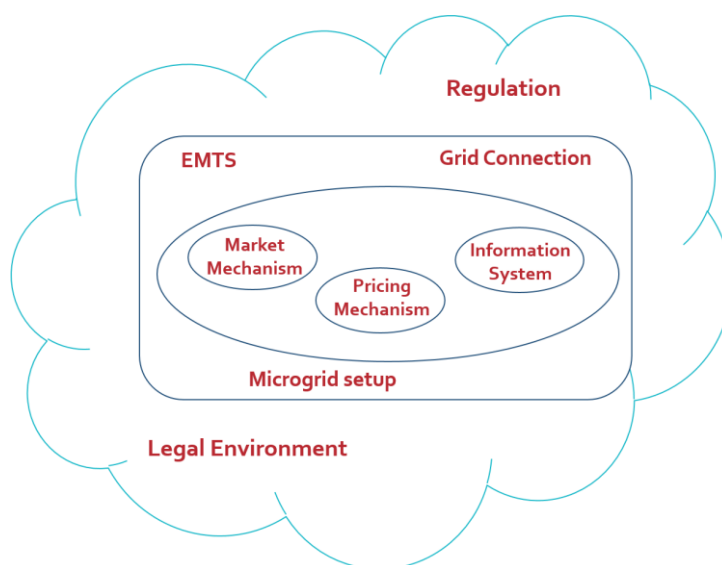 Regulation
EMTS
Grid Connection
Market
Mechanism
Information
System
Pricing
Mechanism
Microgrid setup
Legal Environment